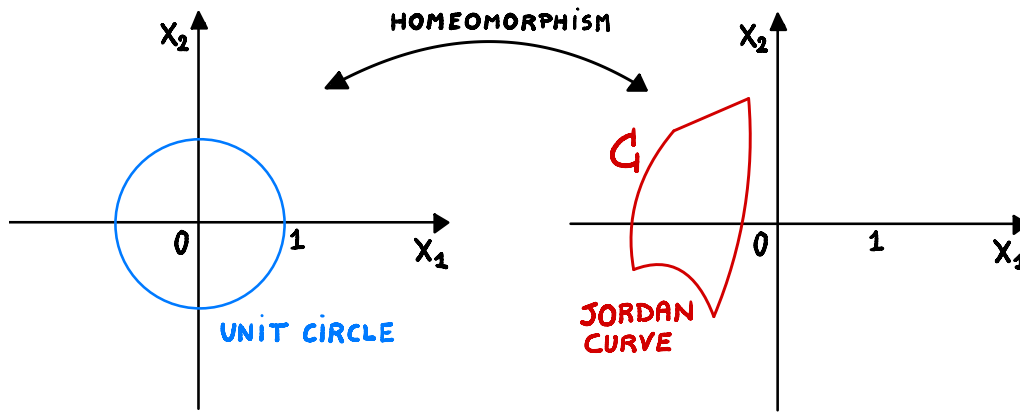 HOMEOMORPHISM
X2
0
1
X1
UNIT CIRCLE
X2
C
0
1
X1
JORDAN
CURVE